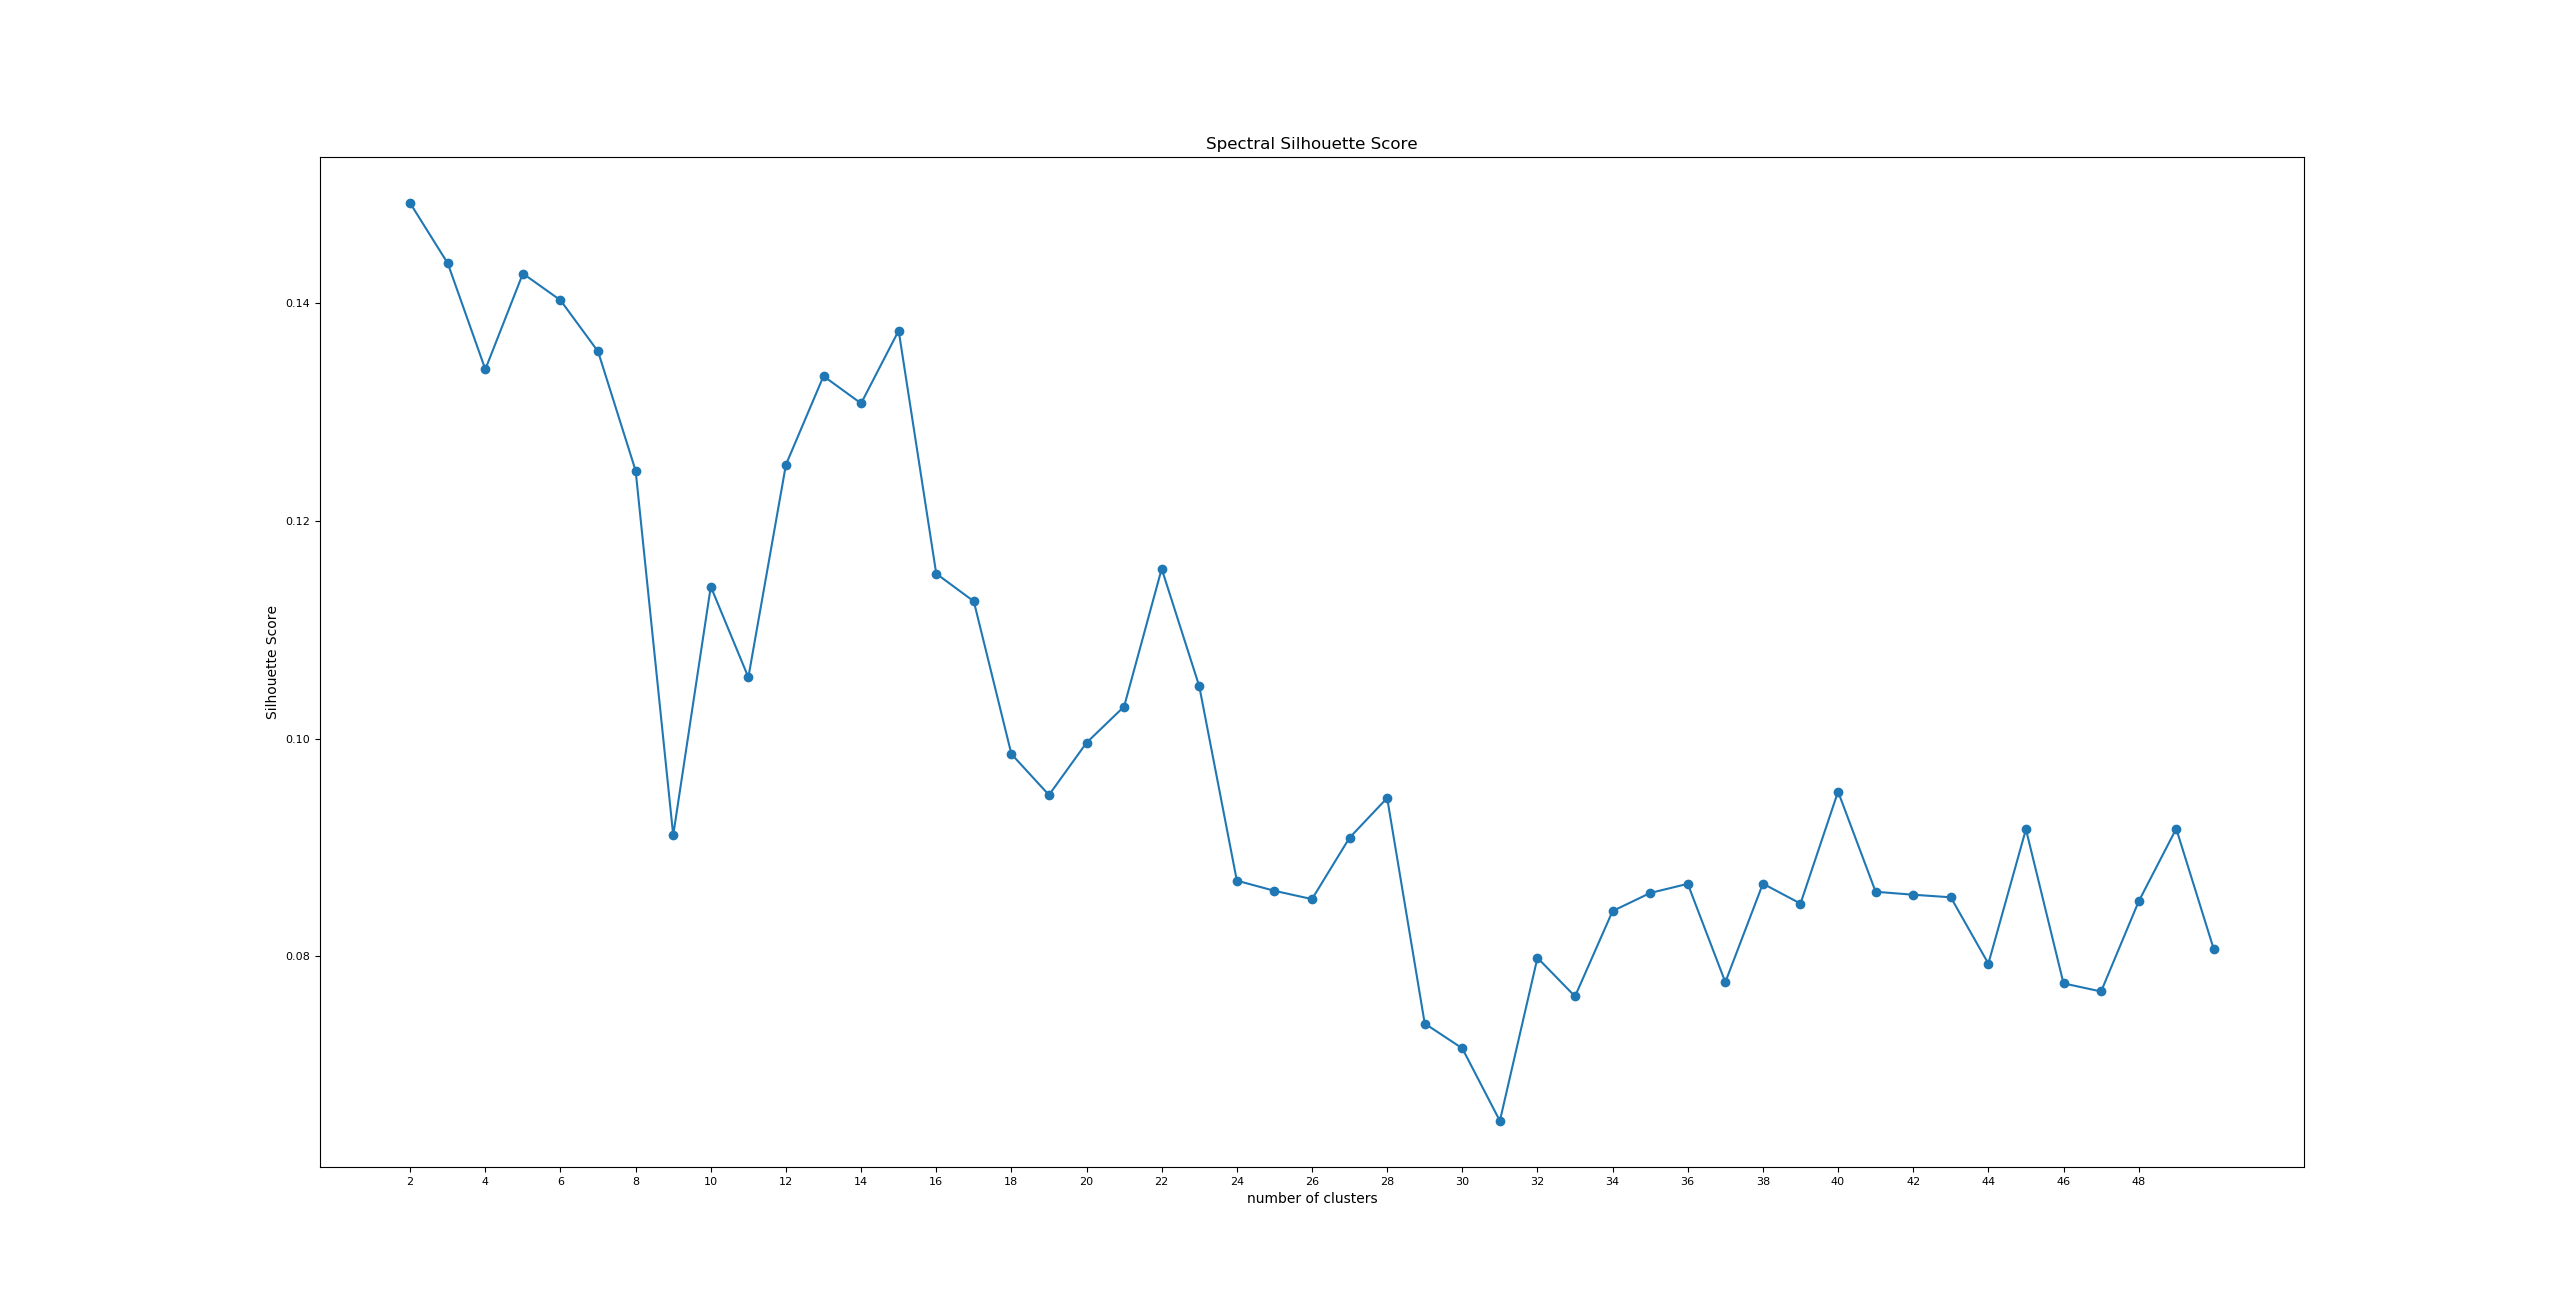 Spectral Silhouette Score
Silhouette Score
0.14
0.12
0.10
0.08
2 4 6 8 10 12 14 16 18 20 22 24 26 28 30 32 34 36 38 40 42 44 46 48
number of clusters